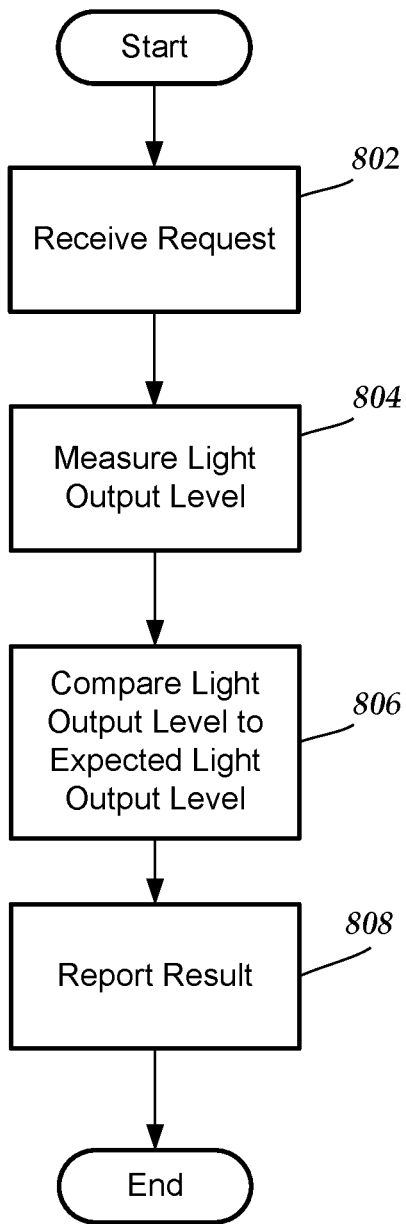 Start
802
Receive Request
804
Measure Light
Output Level
Compare Light
Output Level to
Expected Light
Output Level
806
808
Report Result
End